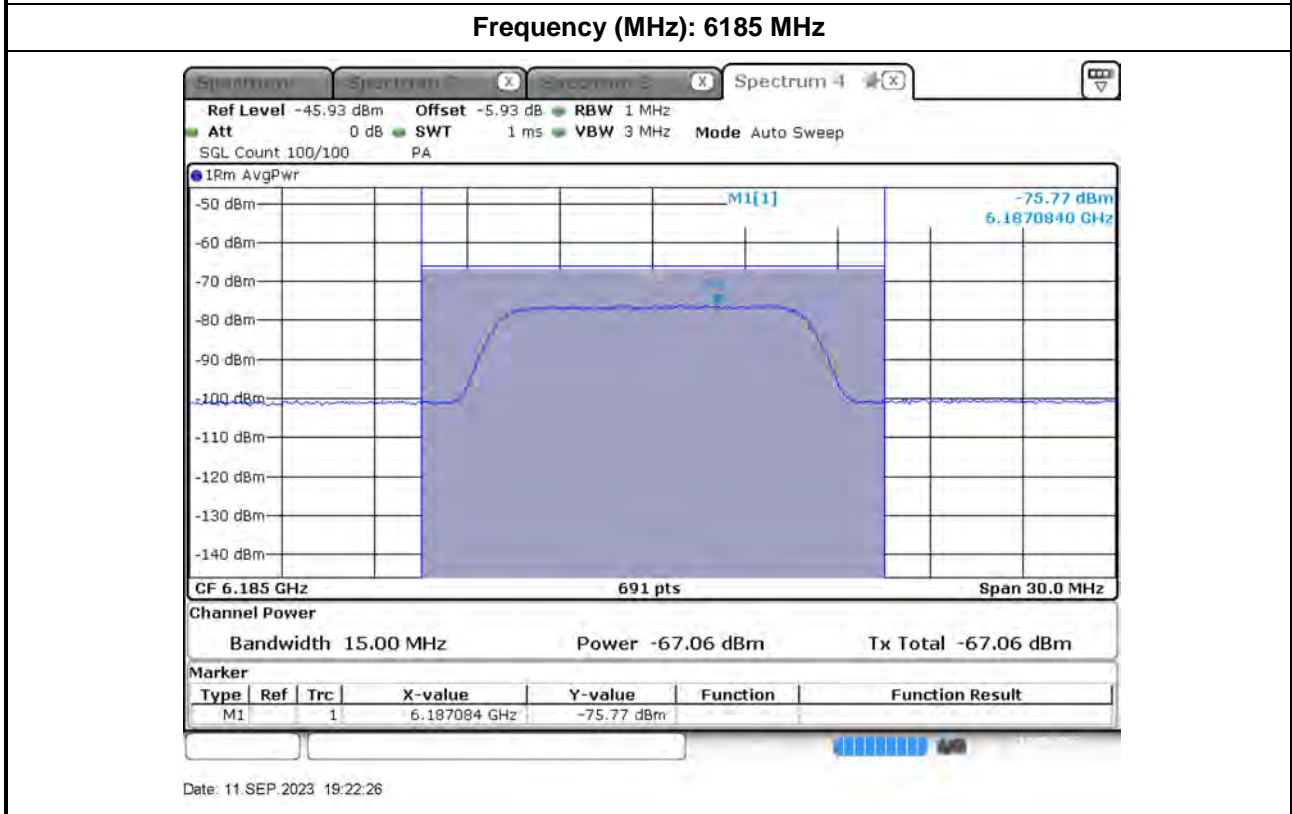 Frequency (MHz): 6185 MHz
Spectrum 4
Ref Level -45.93 dBm Offset -5.93 dB RBW 1 MHz
Att 0 dB SWT 1 ms VBW 3 MHz Mode Auto Sweep
SGL Count 100/100 PA
1Rm AvgPwr
M1[1] -75.77 dBm
6.1870840 GHz
-50 dBm
-60 dBm
-70 dBm
-80 dBm
-90 dBm
-100 dBm
-110 dBm
-120 dBm
-130 dBm
-140 dBm
CF 6.185 GHz 691 pts Span 30.0 MHz
Channel Power
Bandwidth 15.00 MHz Power -67.06 dBm Tx Total -67.06 dBm
Marker
Type Ref Trc X-value Y-value Function Function Result
M1 1 6.187084 GHz -75.77 dBm
Date: 11.SEP.2023 19:22:26